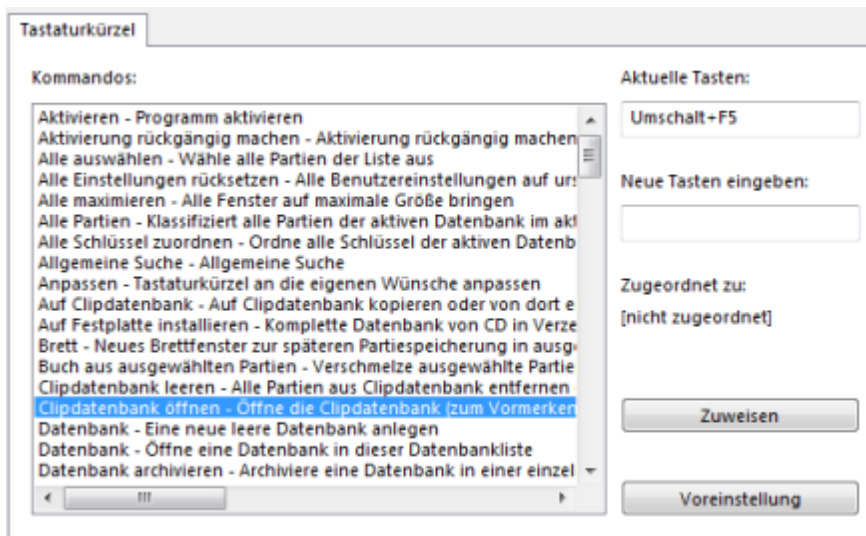 Tastaturkürzel
Kommandos:
Aktivieren - Programm aktivieren
Aktivierung rückgängig machen - Aktivierung rückgängig machen
Alle auswählen - Wähle alle Partien der Liste aus
Alle Einstellungen rücksetzen - Alle Benutzereinstellungen auf urs
Alle maximieren - Alle Fenster auf maximale Größe bringen
Alle Partien - Klassifiziert alle Partien der aktiven Datenbank im akt
Alle Schlüssel zuordnen - Ordne alle Schlüssel der aktiven Datenb
Allgemeine Suche - Allgemeine Suche
Anpassen - Tastaturkürzel an die eigenen Wünsche anpassen
Auf Clipdatenbank - Auf Clipdatenbank kopieren oder von dort e
Auf Festplatte installieren - Komplette Datenbank von CD in Verze
Brett - Neues Brettfenster zur späteren Partiespeicherung in ausg
Buch aus ausgewählten Partien - Verschmelze ausgewählte Partie
Clipdatenbank leeren - Alle Partien aus Clipdatenbank entfernen
Clipdatenbank öffnen - Öffne die Clipdatenbank (zum Vormerken
Datenbank - Eine neue leere Datenbank anlegen
Datenbank - Öffne eine Datenbank in dieser Datenbankliste
Datenbank archivieren - Archiviere eine Datenbank in einer einzel
Aktuelle Tasten:
Umschalt+F5
Neue Tasten eingeben:
Zugeordnet zu:
[nicht zugeordnet]
Zuweisen
Voreinstellung